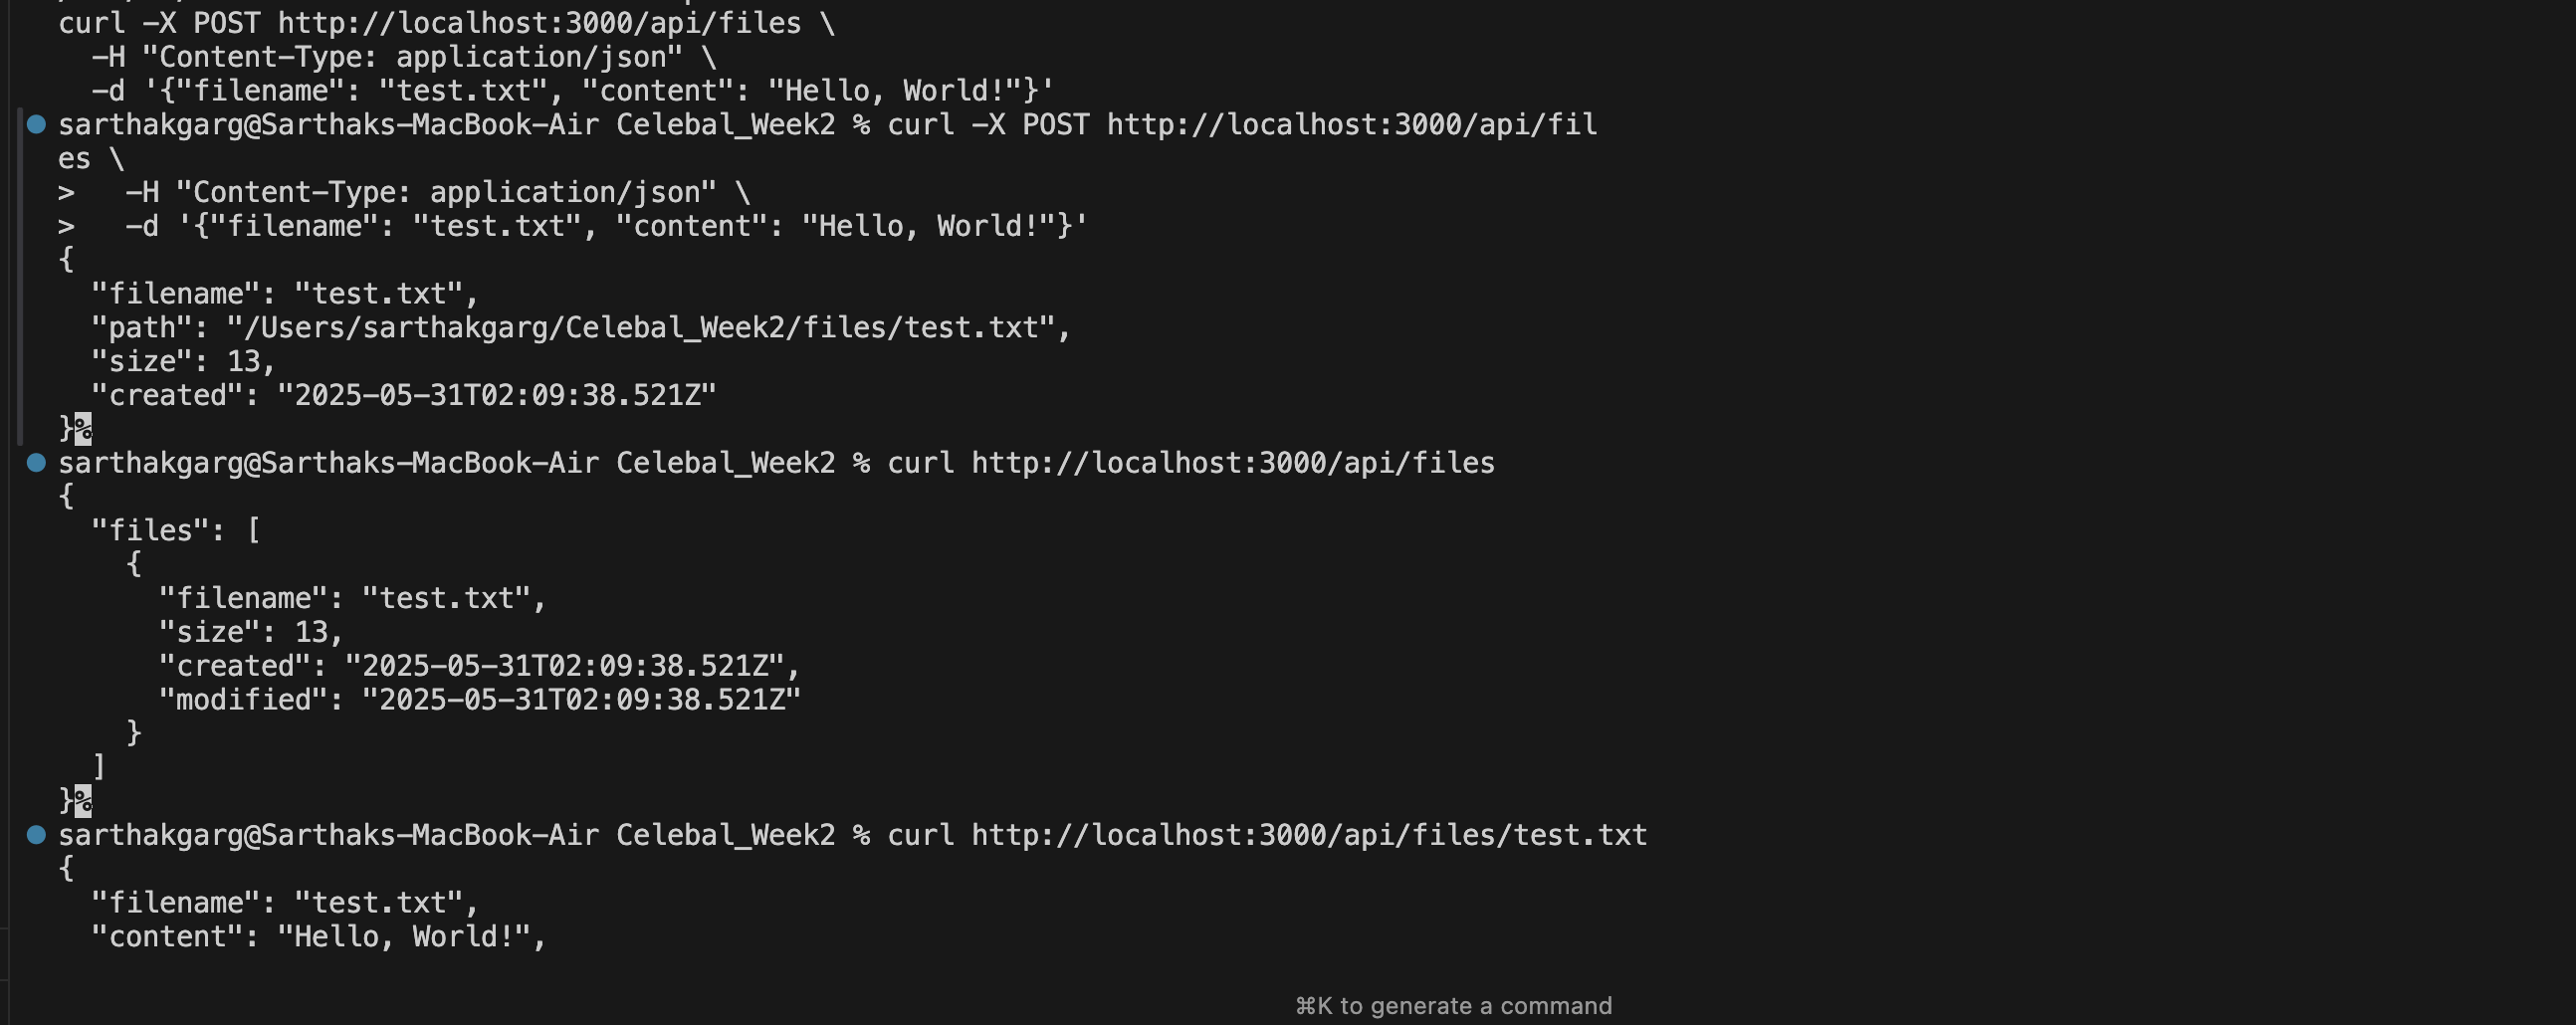 curl -X POST http://localhost:3000/api/files \
  -H "Content-Type: application/json" \
  -d '{"filename": "test.txt", "content": "Hello, World!"}'
sarthakgarg@Sarthaks-MacBook-Air Celebal_Week2 % curl -X POST http://localhost:3000/api/fil
es \
>   -H "Content-Type: application/json" \
>   -d '{"filename": "test.txt", "content": "Hello, World!"}'
{
  "filename": "test.txt",
  "path": "/Users/sarthakgarg/Celebal_Week2/files/test.txt",
  "size": 13,
  "created": "2025-05-31T02:09:38.521Z"
}%
sarthakgarg@Sarthaks-MacBook-Air Celebal_Week2 % curl http://localhost:3000/api/files
{
  "files": [
    {
      "filename": "test.txt",
      "size": 13,
      "created": "2025-05-31T02:09:38.521Z",
      "modified": "2025-05-31T02:09:38.521Z"
    }
  ]
}%
sarthakgarg@Sarthaks-MacBook-Air Celebal_Week2 % curl http://localhost:3000/api/files/test.txt
{
  "filename": "test.txt",
  "content": "Hello, World!",
⌘K to generate a command